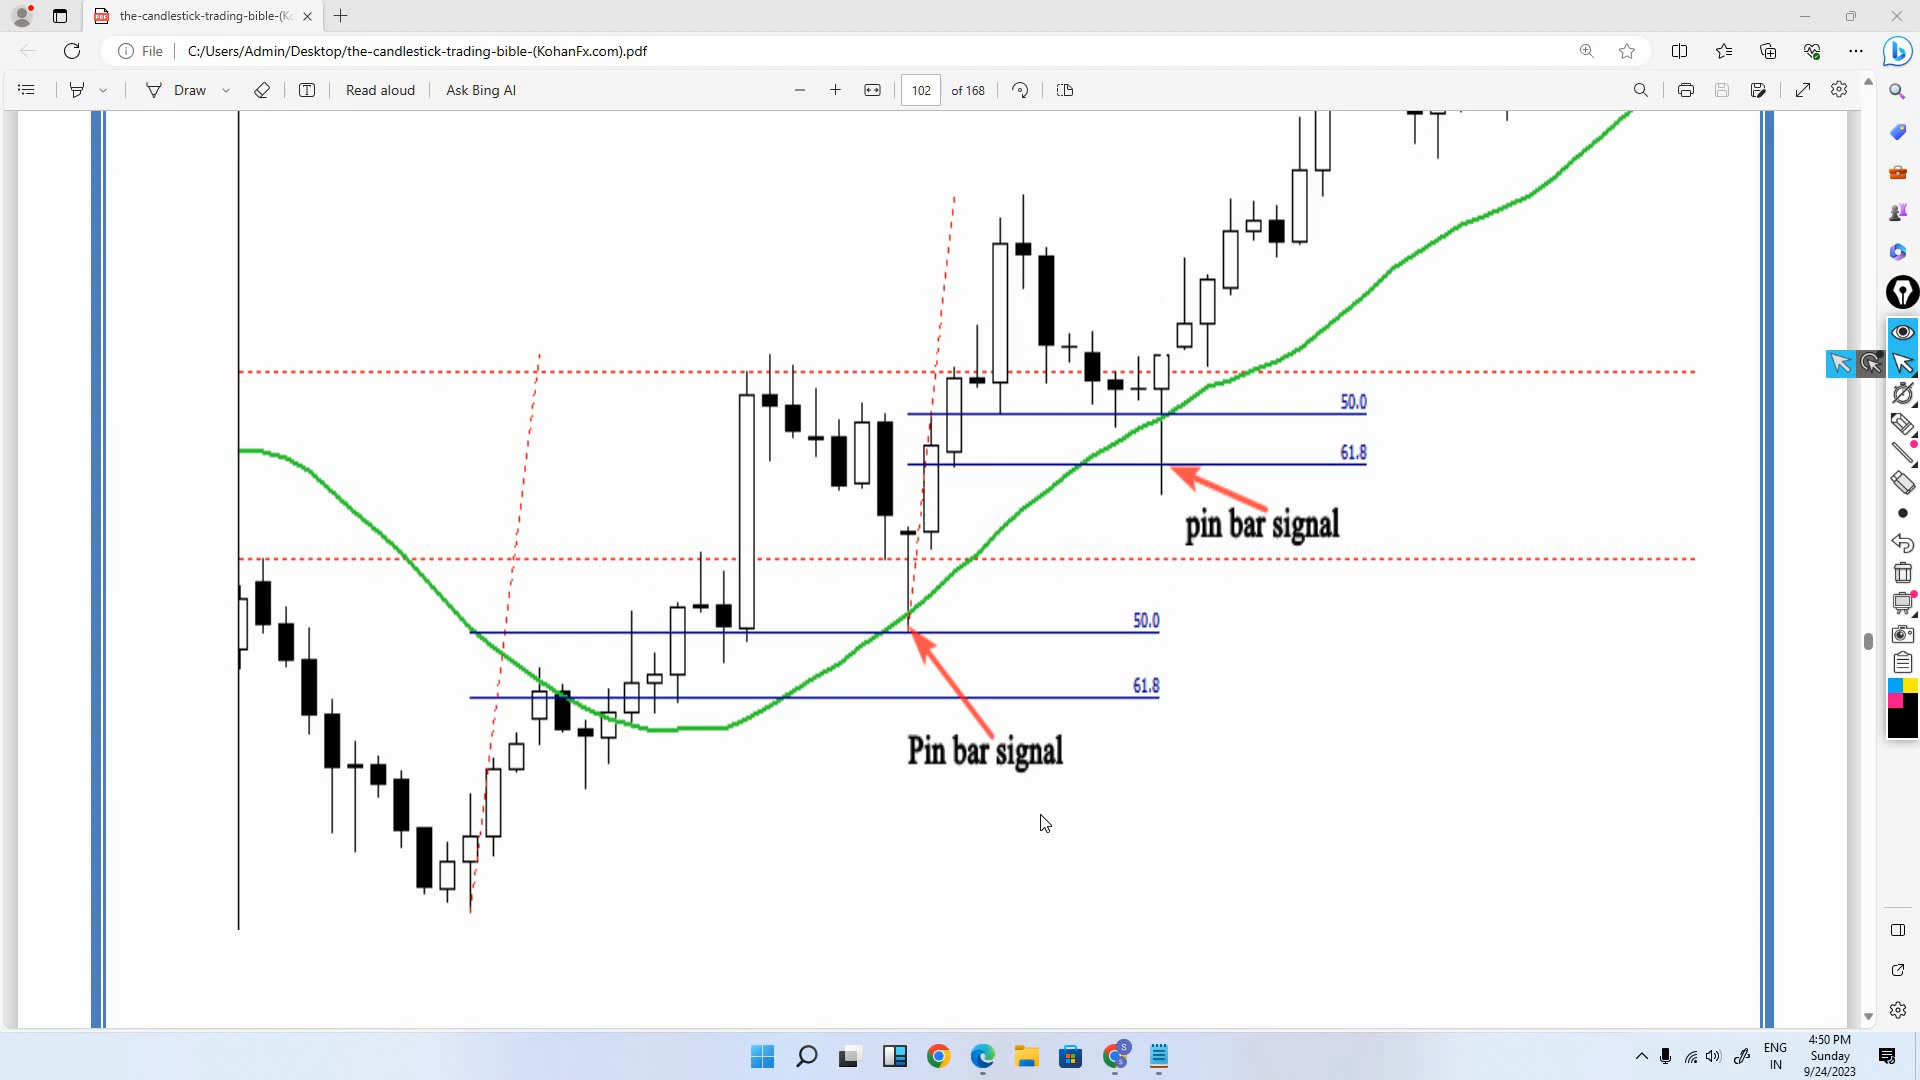 the-candlestick-trading-bible-(Ko
File
C:/Users/Admin/Desktop/the-candlestick-trading-bible-(KohanFx.com).pdf
Draw
Read aloud
Ask Bing AI
102
of 168
50.0
61.8
pin bar signal
50.0
61.8
Pin bar signal
ENG
IN
4:50 PM
Sunday
9/24/2023